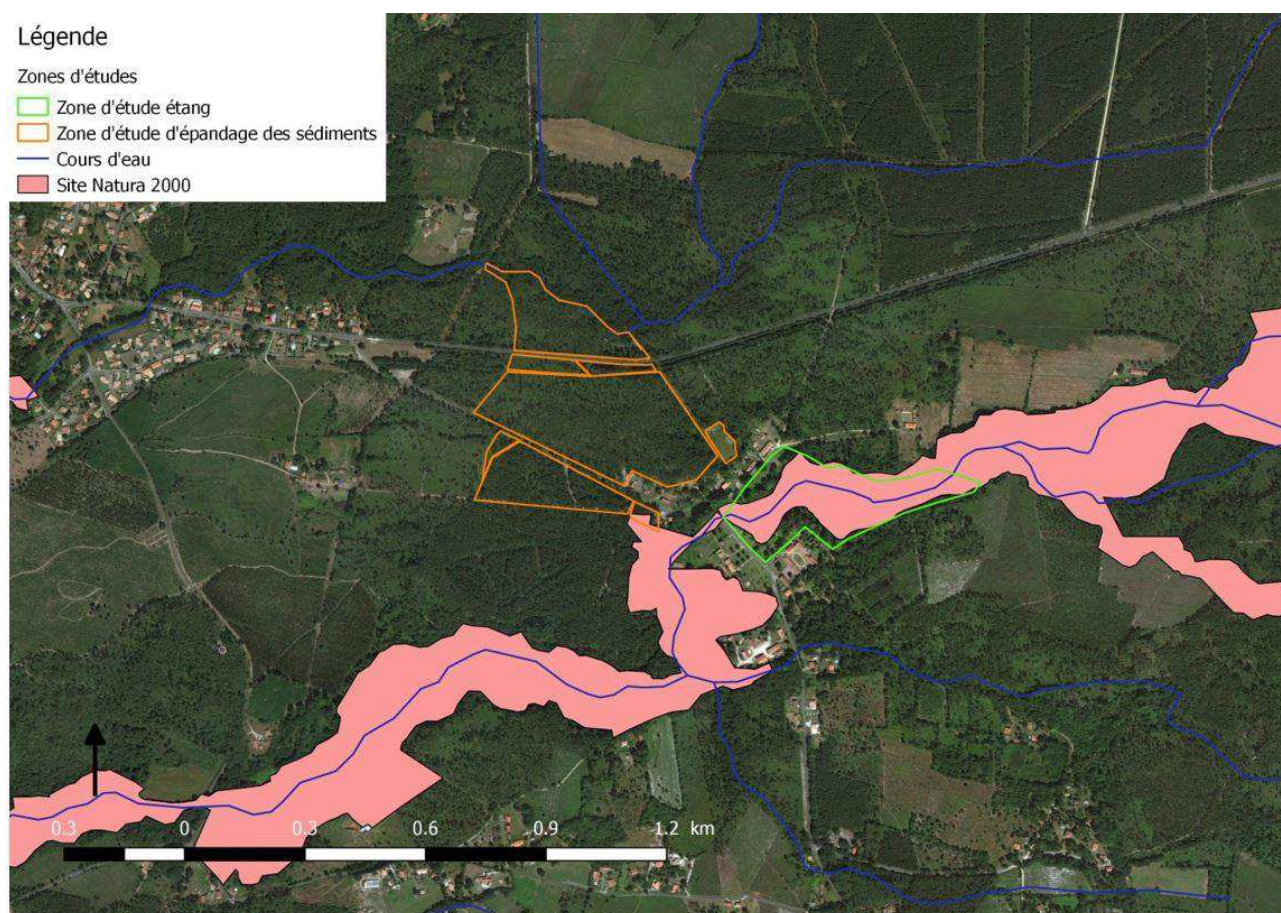 Légende
Zones d'études
Zone d'étude étang
Zone d'étude d'épandage des sédiments
Cours d'eau
Site Natura 2000
0.3 0 0.3 0.6 0.9 1.2 km